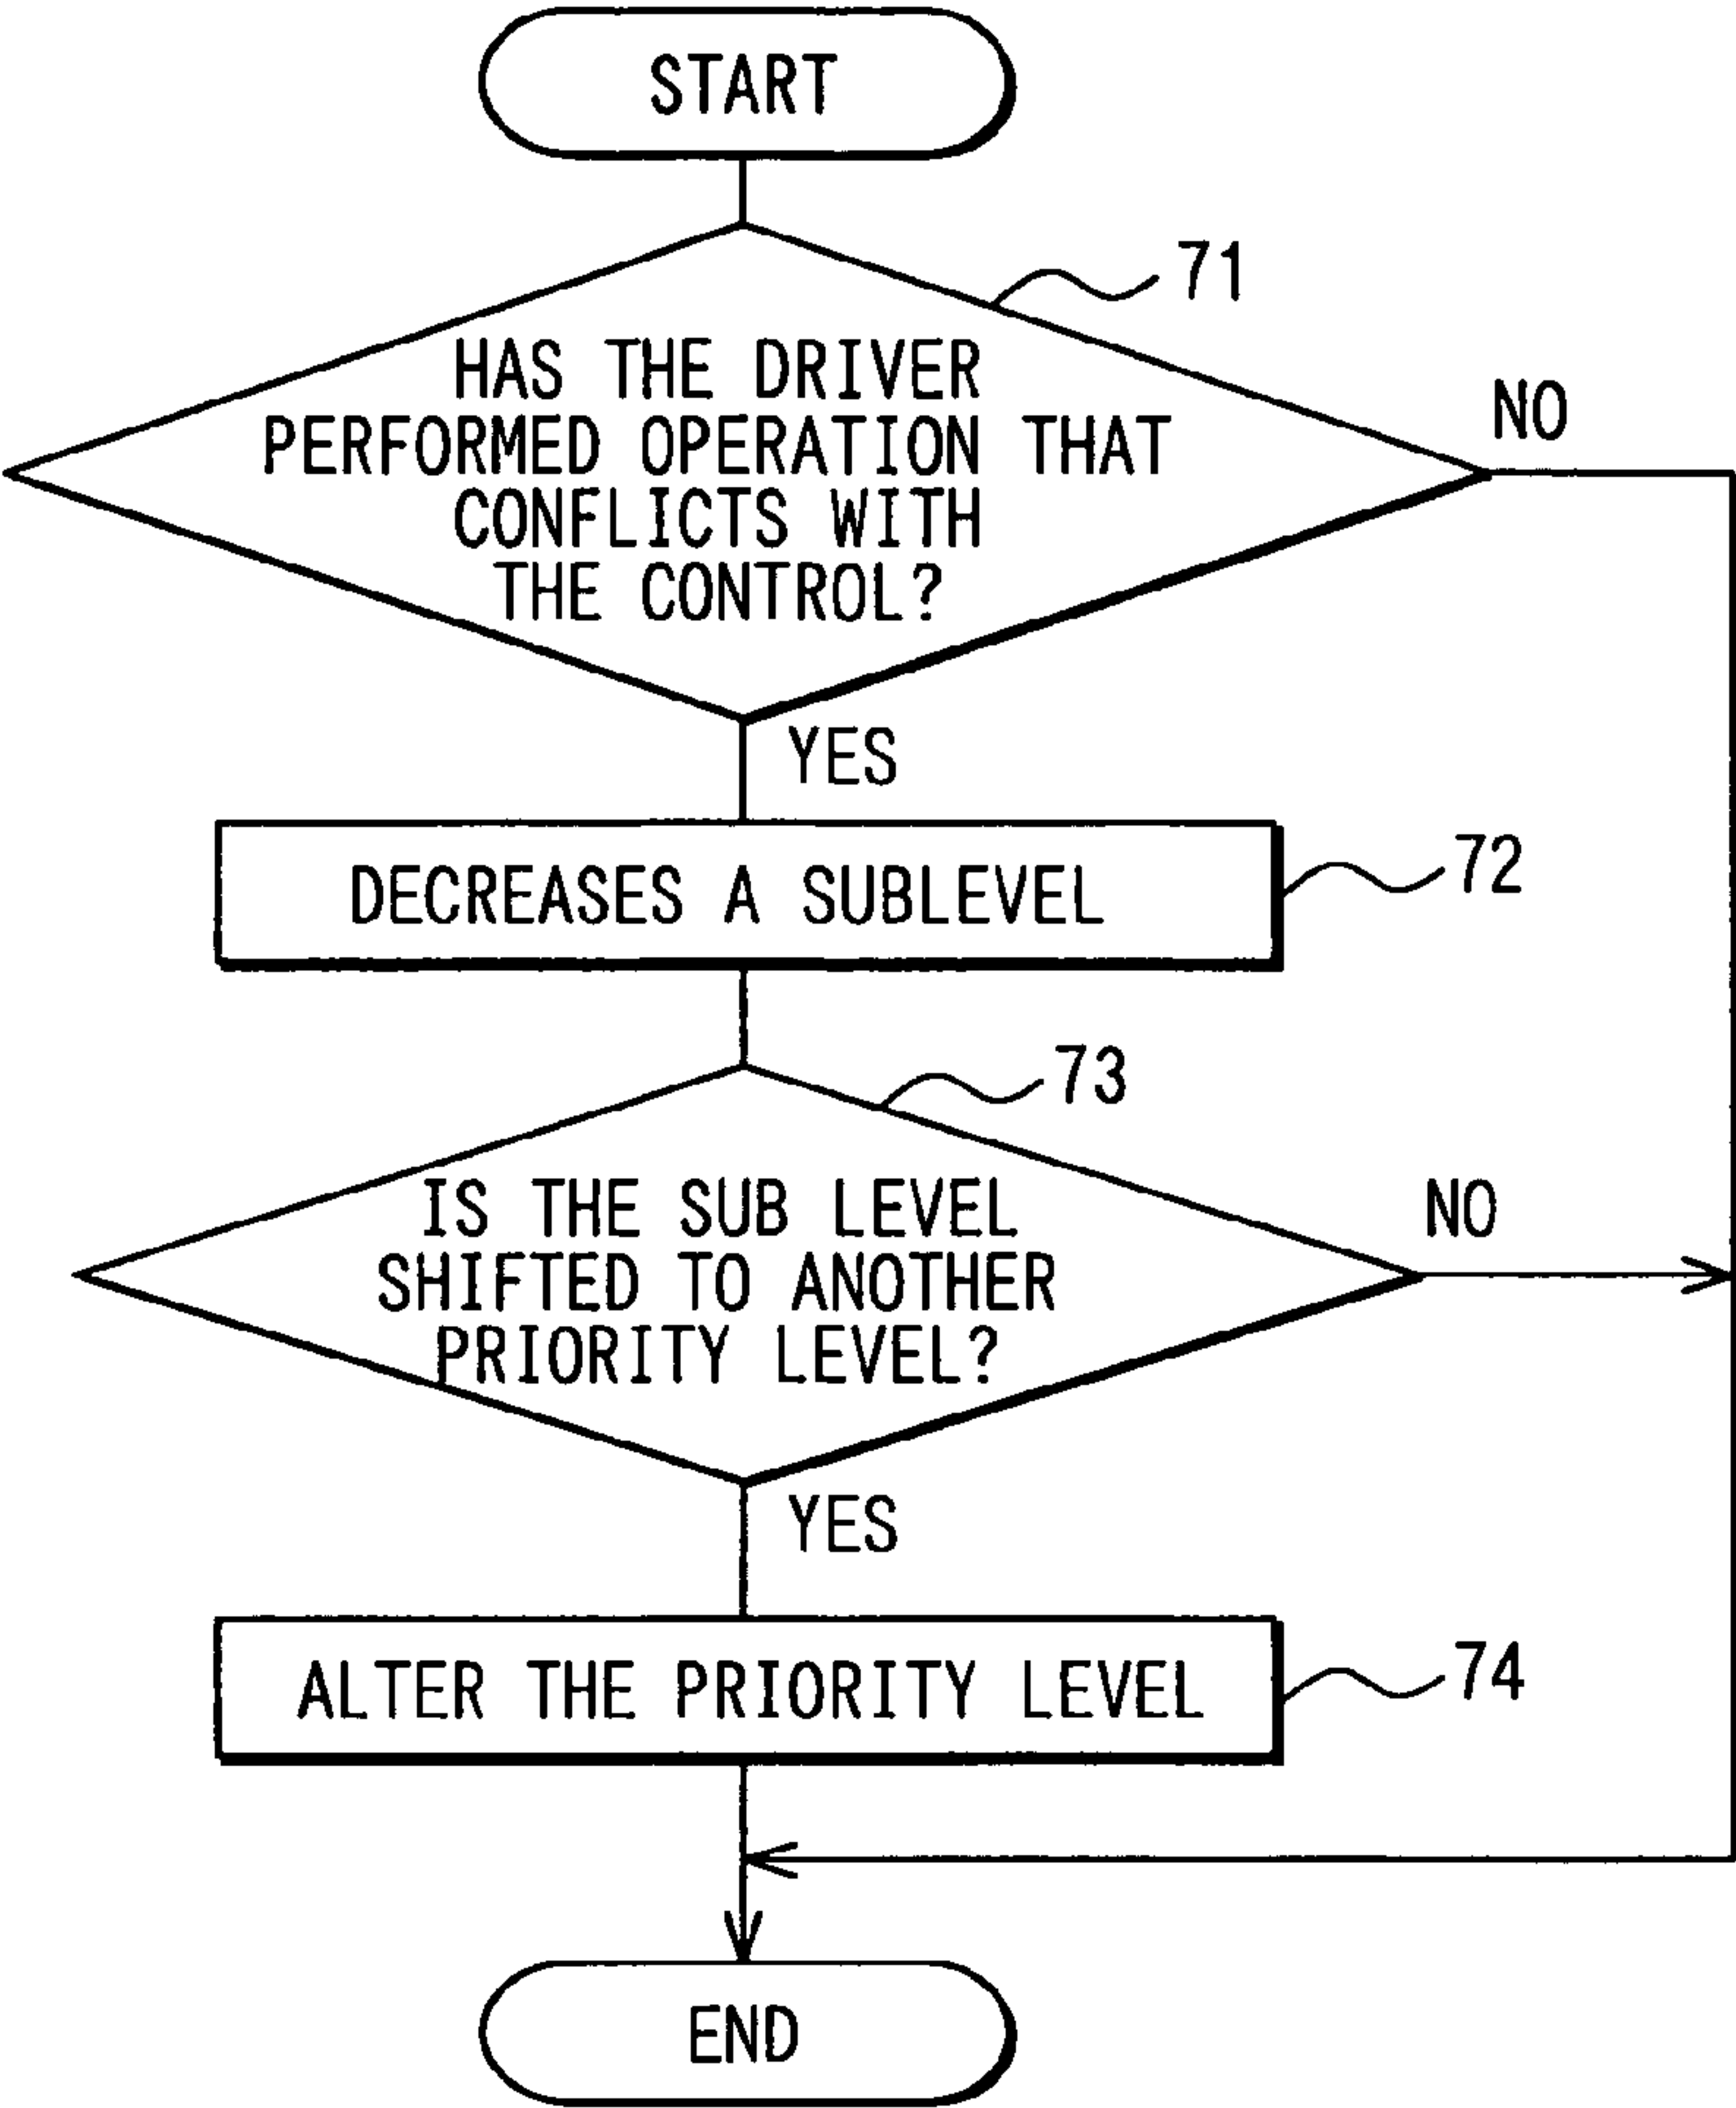 START
71
HAS THE DRIVER
PERFORMED OPERATION THAT
CONFLICTS WITH
THE CONTROL?
NO
YES
DECREASES A SUBLEVEL
72
73
IS THE SUB LEVEL
SHIFTED TO ANOTHER
PRIORITY LEVEL?
NO
YES
ALTER THE PRIORITY LEVEL
74
END